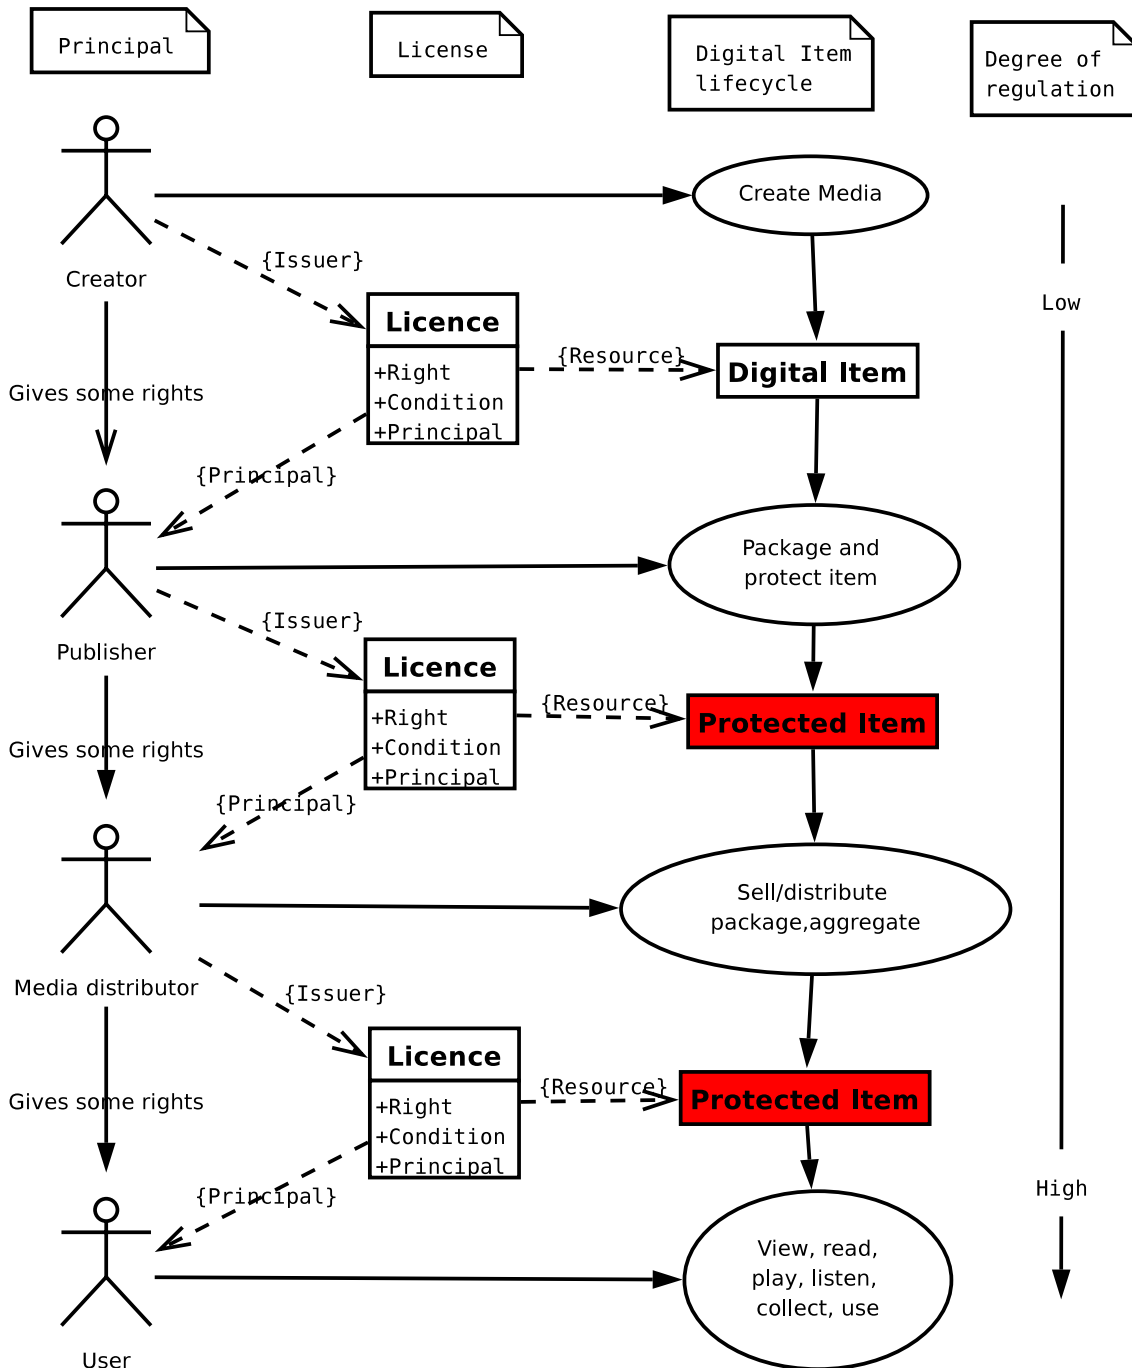 Principal
License
Digital Item
lifecycle
Degree of
regulation
Create Media
{Issuer}
Creator
Low
Licence
{Resource}
+Right
+Condition
+Principal
Digital Item
Gives some rights
{Principal}
Package and
protect item
{Issuer}
Publisher
Licence
{Resource}
+Right
+Condition
+Principal
Protected Item
Gives some rights
{Principal}
Sell/distribute
package,aggregate
Media distributor
{Issuer}
Licence
{Resource}
+Right
+Condition
+Principal
Protected Item
Gives some rights
{Principal}
High
View, read,
play, listen,
collect, use
User